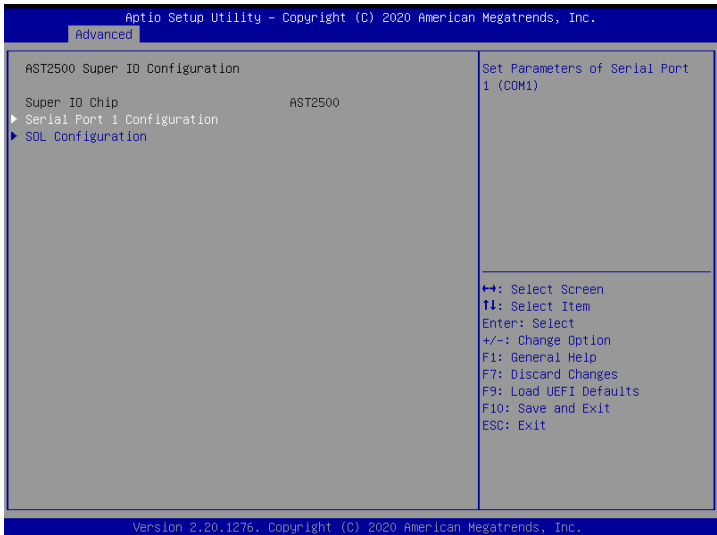 Aptio Setup Utility – Copyright (C) 2020 American Megatrends, Inc.
Advanced
AST2500 Super IO Configuration
Super IO Chip AST2500
Serial Port 1 Configuration
SOL Configuration
Set Parameters of Serial Port
1 (COM1)
↔: Select Screen
↑↓: Select Item
Enter: Select
+/-: Change Option
F1: General Help
F7: Discard Changes
F9: Load UEFI Defaults
F10: Save and Exit
ESC: Exit
Version 2.20.1276. Copyright (C) 2020 American Megatrends, Inc.